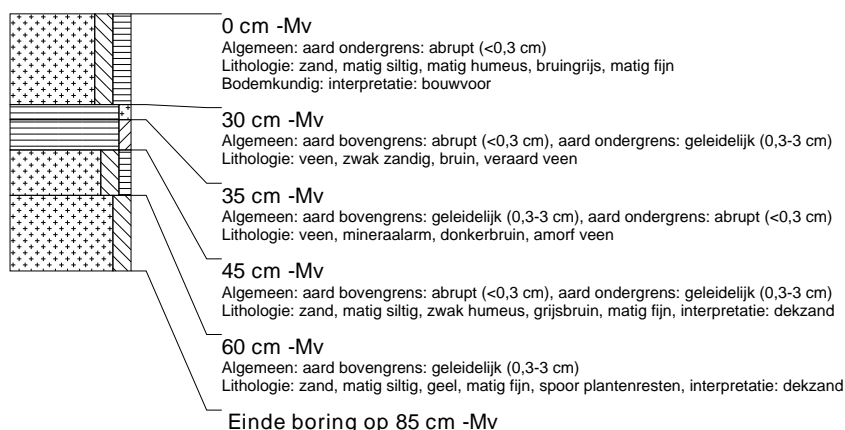 0 cm -Mv
Algemeen: aard ondergrens: abrupt (<0,3 cm)
Lithologie: zand, matig siltig, matig humeus, bruingrijs, matig fijn
Bodemkundig: interpretatie: bouwvoor
30 cm -Mv
Algemeen: aard bovengrens: abrupt (<0,3 cm), aard ondergrens: geleidelijk (0,3-3 cm)
Lithologie: veen, zwak zandig, bruin, veraard veen
35 cm -Mv
Algemeen: aard bovengrens: geleidelijk (0,3-3 cm), aard ondergrens: abrupt (<0,3 cm)
Lithologie: veen, mineraalarm, donkerbruin, amorf veen
45 cm -Mv
Algemeen: aard bovengrens: abrupt (<0,3 cm), aard ondergrens: geleidelijk (0,3-3 cm)
Lithologie: zand, matig siltig, zwak humeus, grijsbruin, matig fijn, interpretatie: dekzand
60 cm -Mv
Algemeen: aard bovengrens: geleidelijk (0,3-3 cm)
Lithologie: zand, matig siltig, geel, matig fijn, spoor plantenresten, interpretatie: dekzand
Einde boring op 85 cm -Mv